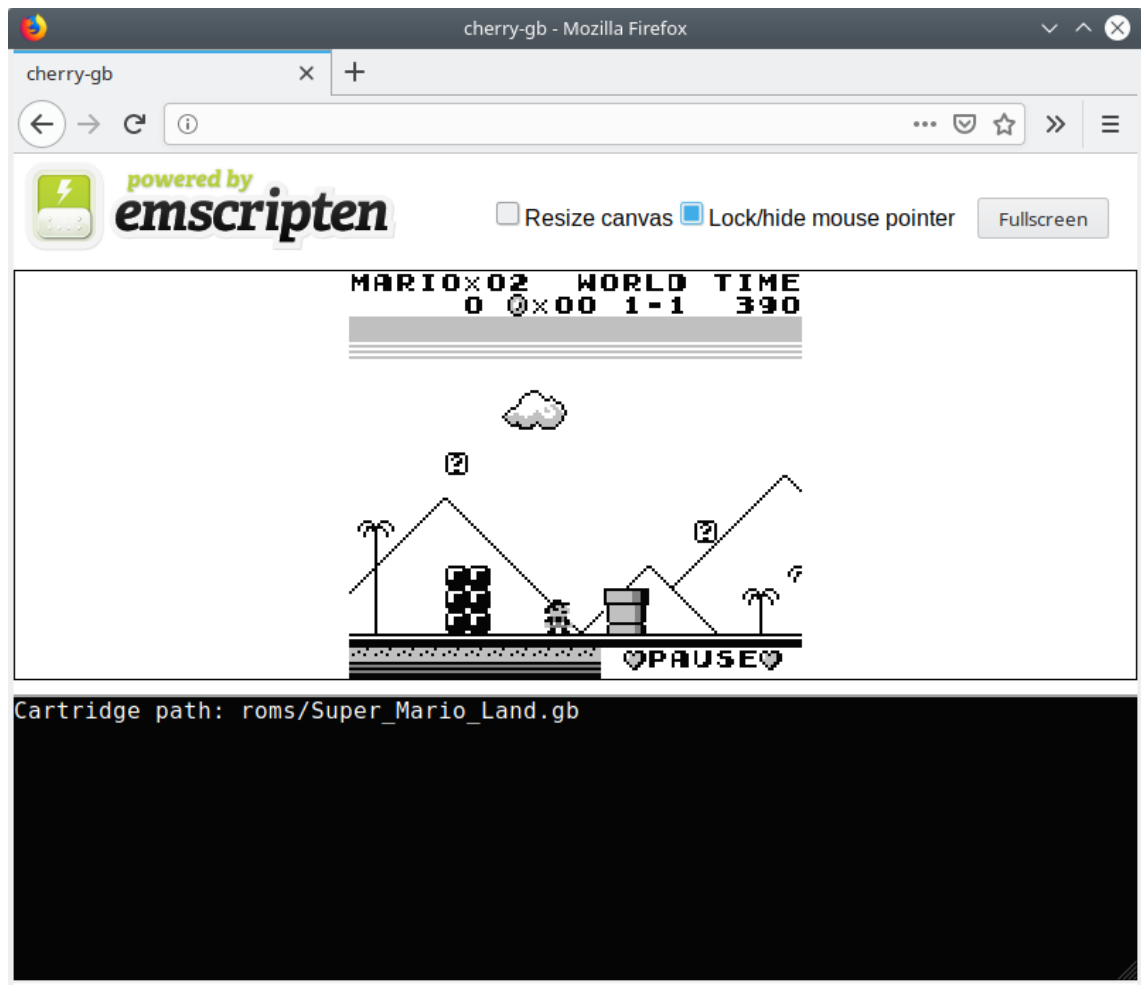 cherry-gb - Mozilla Firefox
cherry-gb
powered by
emscripten
Resize canvas Lock/hide mouse pointer Fullscreen
MARIO×02 WORLD TIME
0 ×00 1-1 390
?
?
♥PAUSE♥
Cartridge path: roms/Super_Mario_Land.gb